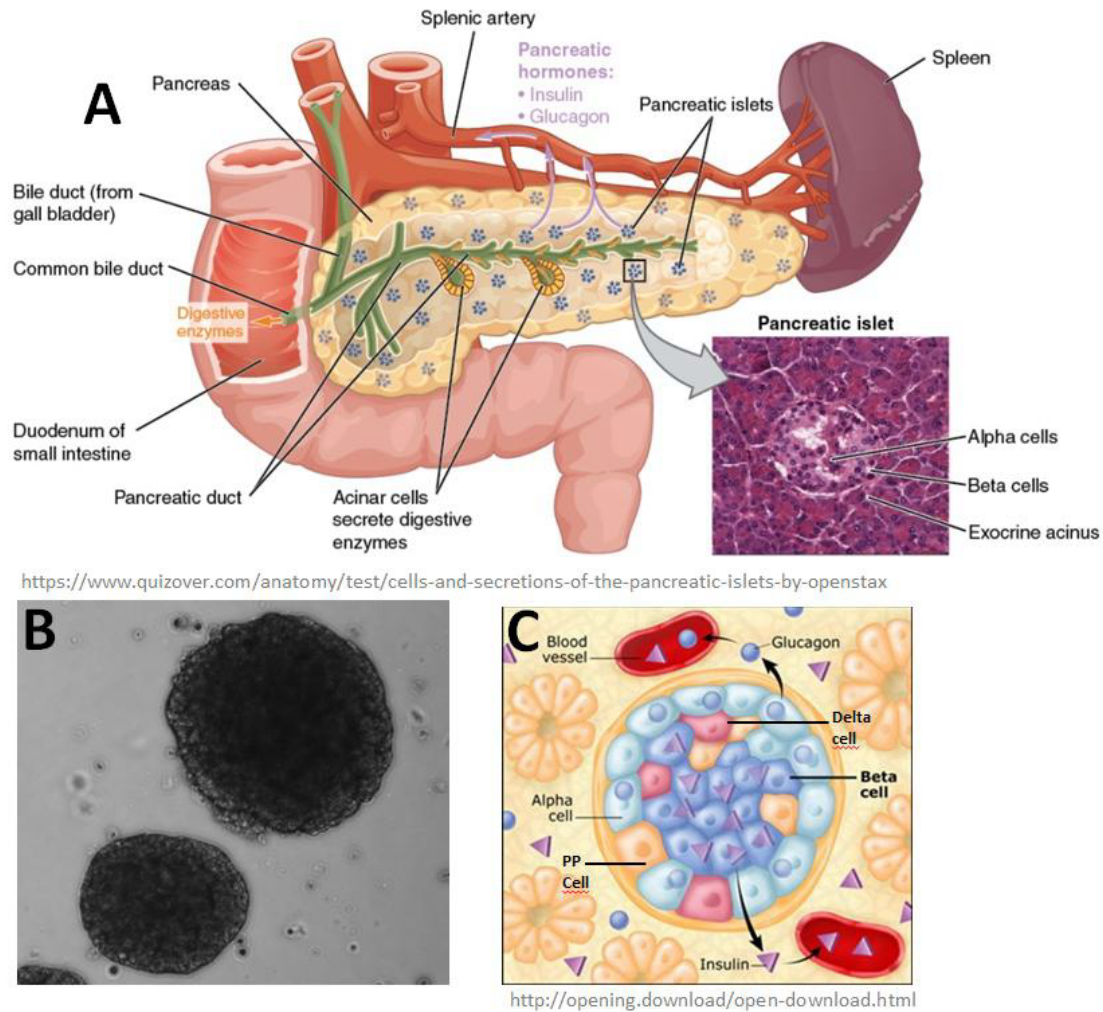 A
Splenic artery
Pancreas
Pancreatic
hormones:
• Insulin
• Glucagon
Pancreatic islets
Spleen
Bile duct (from
gall bladder)
Common bile duct
Digestive
enzymes
Duodenum of
small intestine
Pancreatic duct
Acinar cells
secrete digestive
enzymes
Pancreatic islet
Alpha cells
Beta cells
Exocrine acinus
https://www.quizover.com/anatomy/test/cells-and-secretions-of-the-pancreatic-islets-by-openstax
B
C
Blood
vessel
Glucagon
Delta
cell
Beta
cell
Alpha
cell
PP
Cell
Insulin
http://opening.download/open-download.html